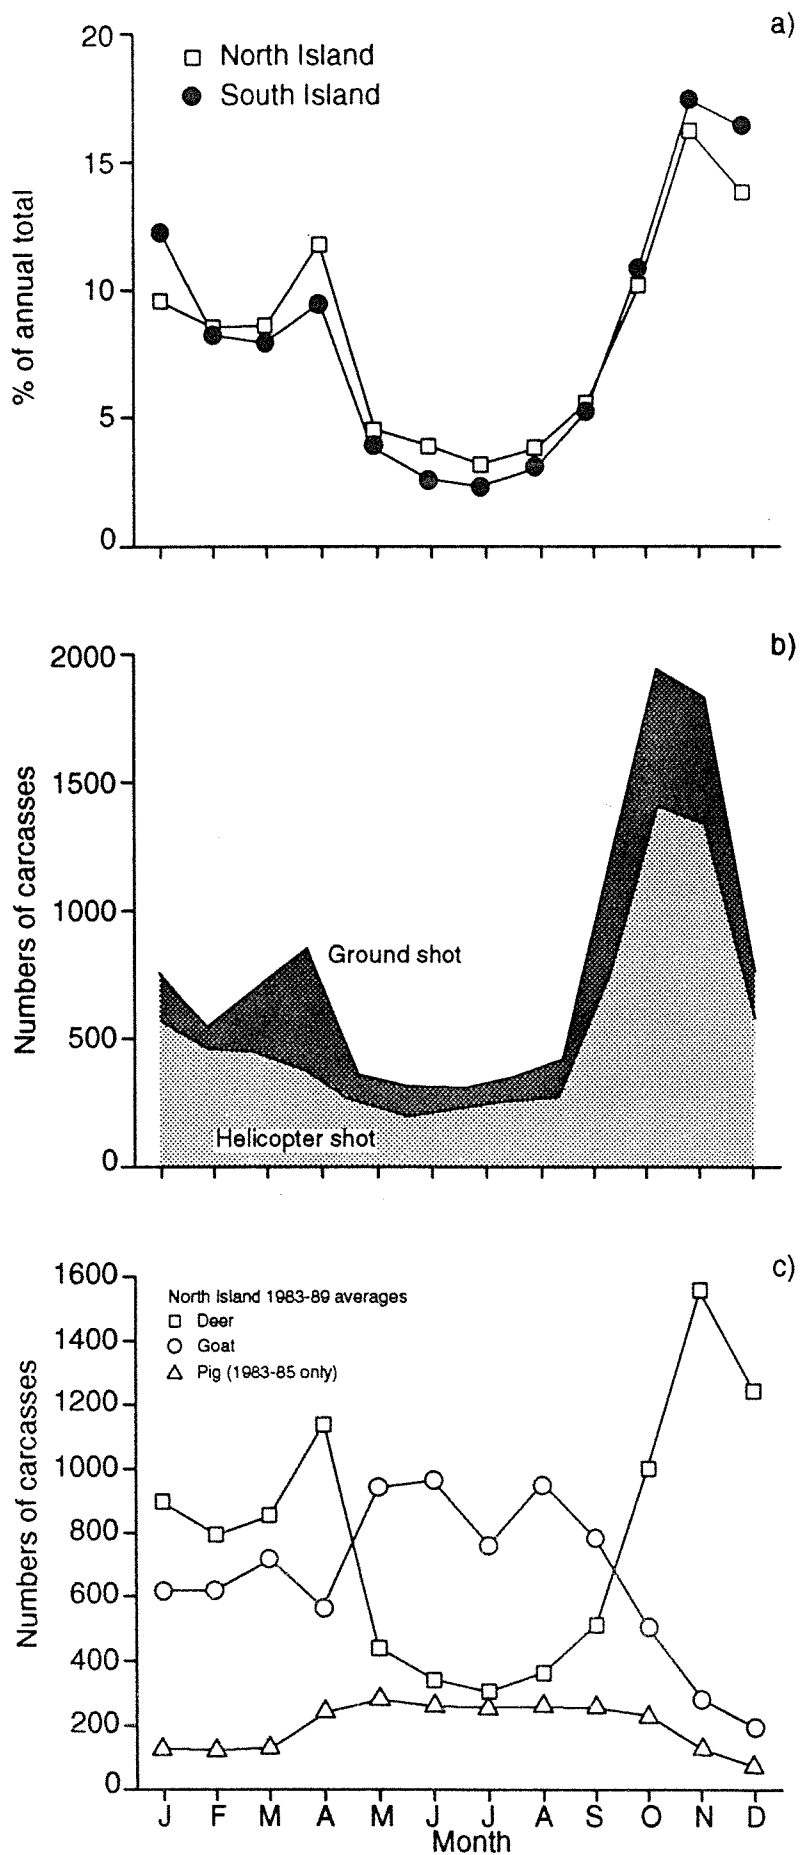 a)
20
15
10
5
0
% of annual total
North Island
South Island
b)
2000
1500
1000
500
0
Numbers of carcasses
Ground shot
Helicopter shot
c)
1600
1400
1200
1000
800
600
400
200
0
Numbers of carcasses
North Island 1983-89 averages
Deer
Goat
Pig (1983-85 only)
J F M A M J J A S O N D
Month